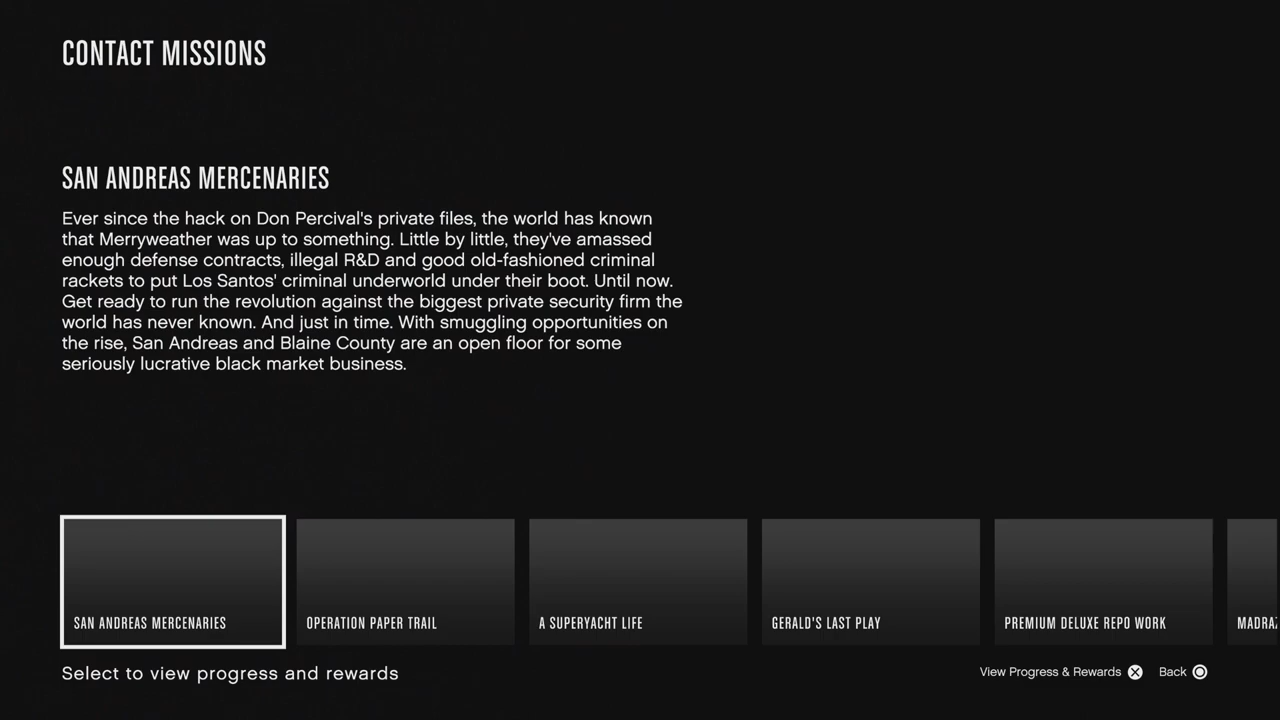 CONTACT MISSIONS
SAN ANDREAS MERCENARIES
Ever since the hack on Don Percival's private files, the world has known
that Merryweather was up to something. Little by little, they've amassed
enough defense contracts, illegal R&D and good old-fashioned criminal
rackets to put Los Santos' criminal underworld under their boot. Until now.
Get ready to run the revolution against the biggest private security firm the
world has never known. And just in time. With smuggling opportunities on
the rise, San Andreas and Blaine County are an open floor for some
seriously lucrative black market business.
SAN ANDREAS MERCENARIES
OPERATION PAPER TRAIL
A SUPERYACHT LIFE
GERALD'S LAST PLAY
PREMIUM DELUXE REPO WORK
Select to view progress and rewards
View Progress & Rewards
Back